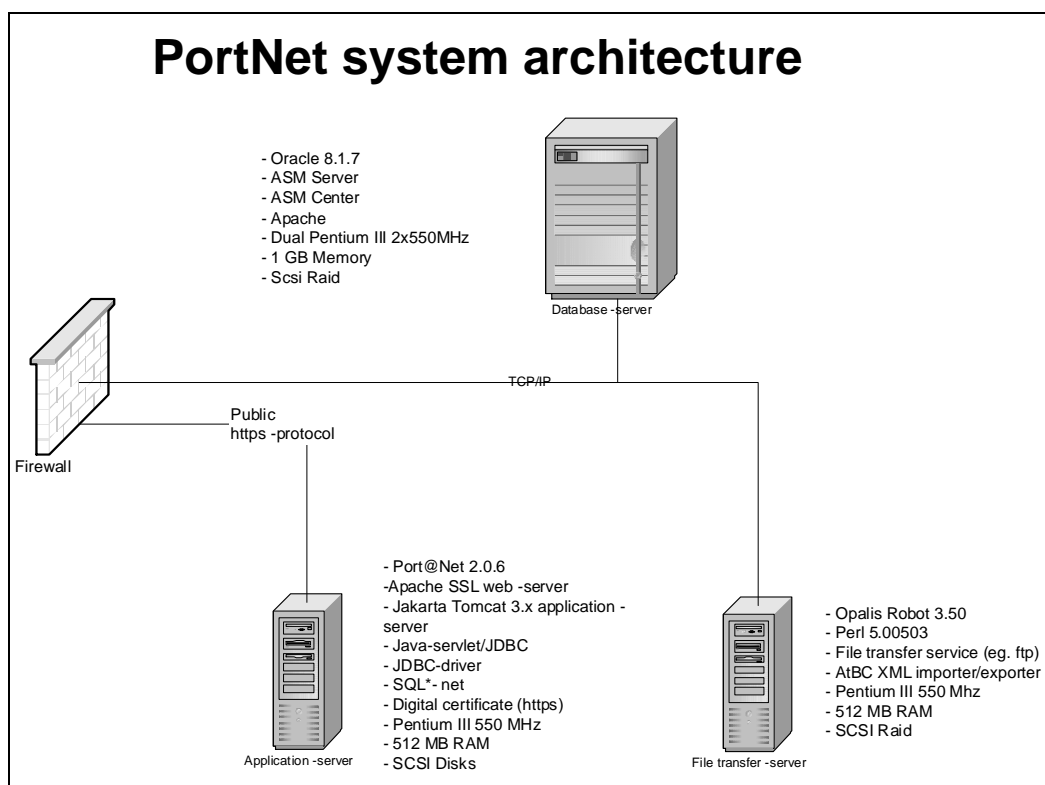 PortNet system architecture
- Oracle 8.1.7
- ASM Server
- ASM Center
- Apache
- Dual Pentium III 2x550MHz
- 1 GB Memory
- Scsi Raid
Database -server
TCP/IP
Public
https -protocol
Firewall
- Port@Net 2.0.6
-Apache SSL web -server
- Jakarta Tomcat 3.x application -
server
- Java-servlet/JDBC
- JDBC-driver
- SQL*- net
- Digital certificate (https)
- Pentium III 550 MHz
- 512 MB RAM
- SCSI Disks
Application -server
- Opalis Robot 3.50
- Perl 5.00503
- File transfer service (eg. ftp)
- AtBC XML importer/exporter
- Pentium III 550 Mhz
- 512 MB RAM
- SCSI Raid
File transfer -server